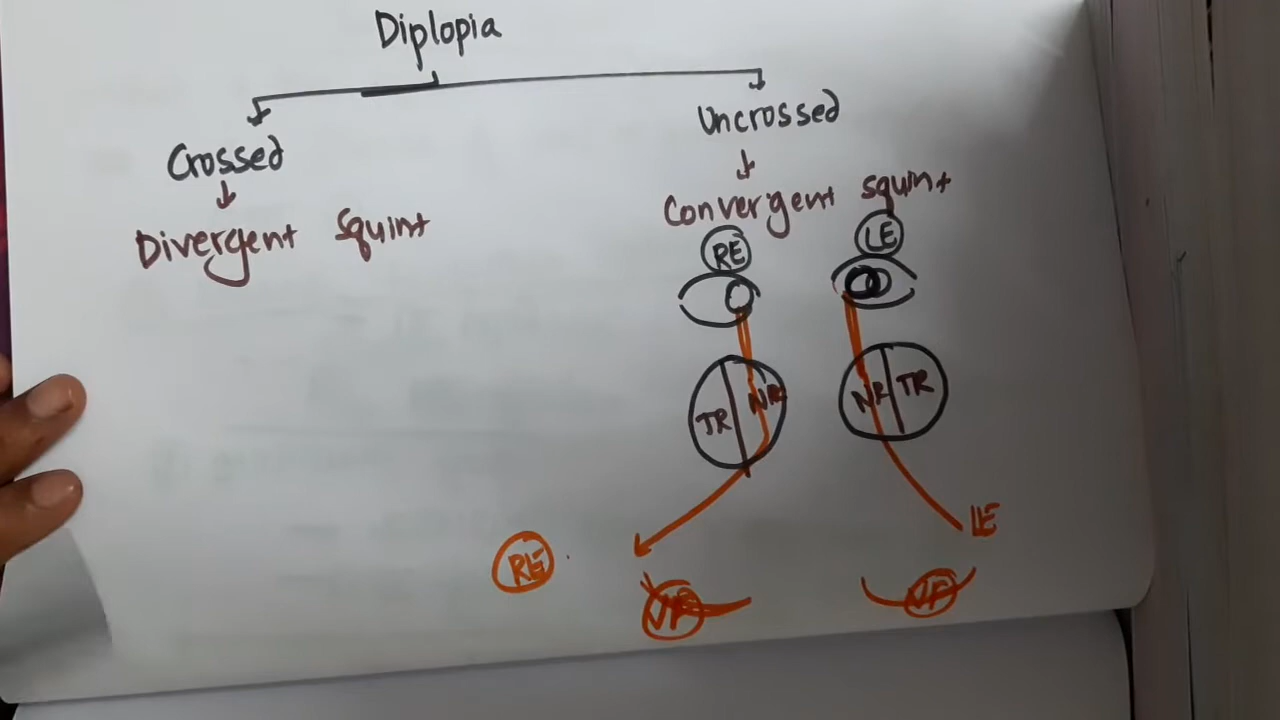 Diplopia
Crossed
Divergent Squint
Uncrossed
Convergent squint
RE LE
TR NR NR TR
LE
RE
VF VF